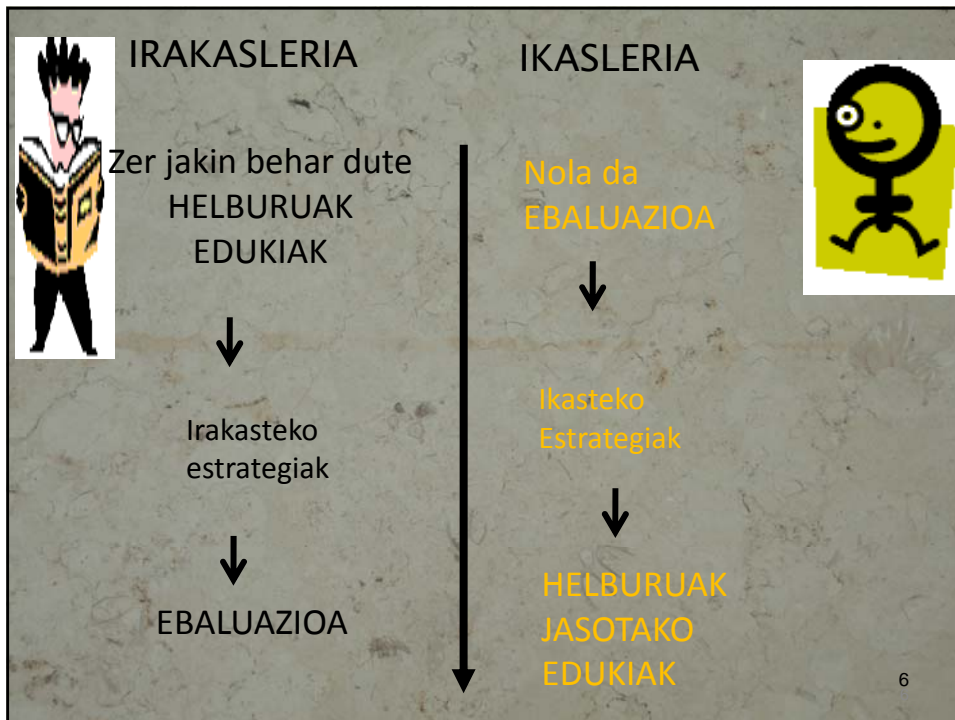 IRAKASLERIA
Zer jakin behar dute
HELBURUAK
EDUKIAK
Irakasteko
estrategiak
EBALUAZIOA
IKASLERIA
Nola da
EBALUAZIOA
Ikasteko
Estrategiak
HELBURUAK
JASOTAKO
EDUKIAK
6